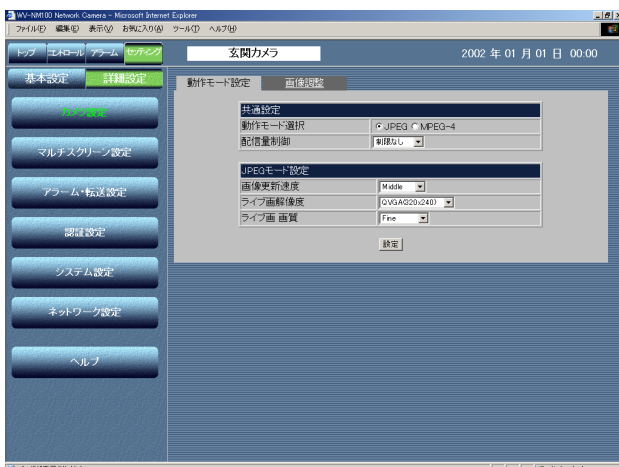 WV-NM100 Network Camera - Microsoft Internet Explorer
ファイル(F) 編集(E) 表示(V) お気に入り(A) ツール(T) ヘルプ(H)
トップ コントロール アラーム セッティング 玄関カメラ 2002 年 01 月 01 日 00:00
基本設定 詳細設定
動作モード設定 画像調整
カメラ設定
マルチスクリーン設定
アラーム・転送設定
認証設定
システム設定
ネットワーク設定
ヘルプ
共通設定
動作モード選択 JPEG MPEG-4
配信量制御 制限なし
JPEGモード設定
画像更新速度 Middle
ライブ画解像度 QVGA(320x240)
ライブ画 画質 Fine
設定